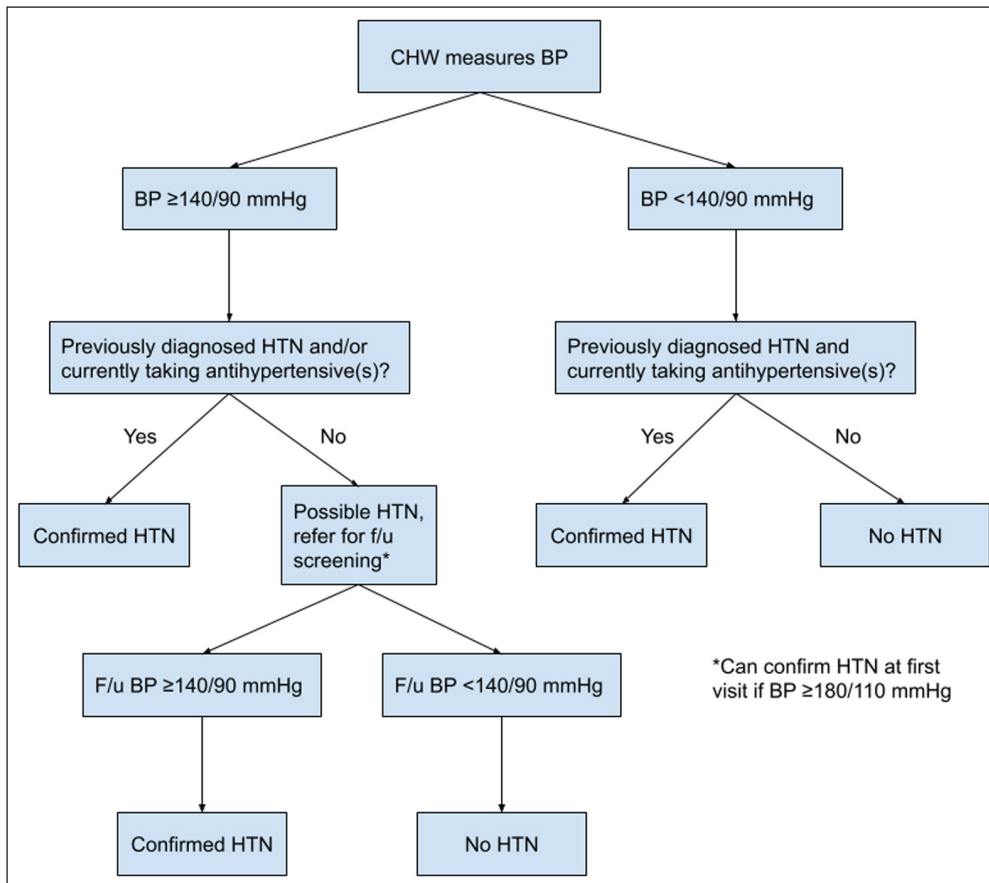 CHW measures BP
BP ≥140/90 mmHg
BP <140/90 mmHg
Previously diagnosed HTN and/or
currently taking antihypertensive(s)?
Previously diagnosed HTN and
currently taking antihypertensive(s)?
Yes
No
Yes
No
Confirmed HTN
Possible HTN,
refer for f/u
screening*
Confirmed HTN
No HTN
F/u BP ≥140/90 mmHg
F/u BP <140/90 mmHg
*Can confirm HTN at first
visit if BP ≥180/110 mmHg
Confirmed HTN
No HTN